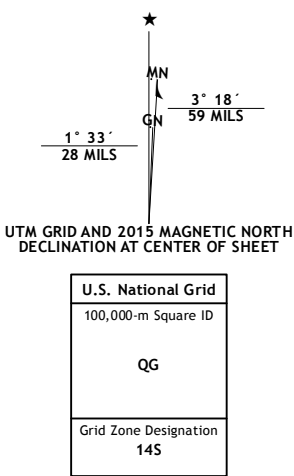 ★
MN
3° 18´
59 MILS
GN
1° 33´
28 MILS
UTM GRID AND 2015 MAGNETIC NORTH
DECLINATION AT CENTER OF SHEET
U.S. National Grid
100,000-m Square ID
QG
Grid Zone Designation
14S